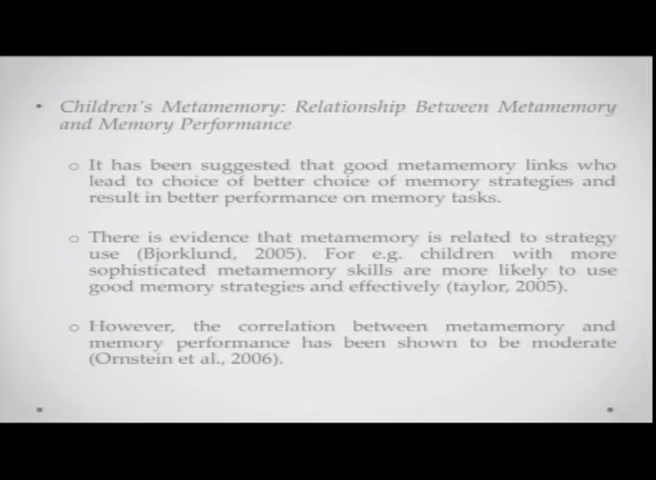 • Children's Metamemory: Relationship Between Metamemory
and Memory Performance
o It has been suggested that good metamemory links who
lead to choice of better choice of memory strategies and
result in better performance on memory tasks.
o There is evidence that metamemory is related to strategy
use (Bjorklund, 2005). For e.g. children with more
sophisticated metamemory skills are more likely to use
good memory strategies and effectively (taylor, 2005).
o However, the correlation between metamemory and
memory performance has been shown to be moderate
(Ornstein et al., 2006).